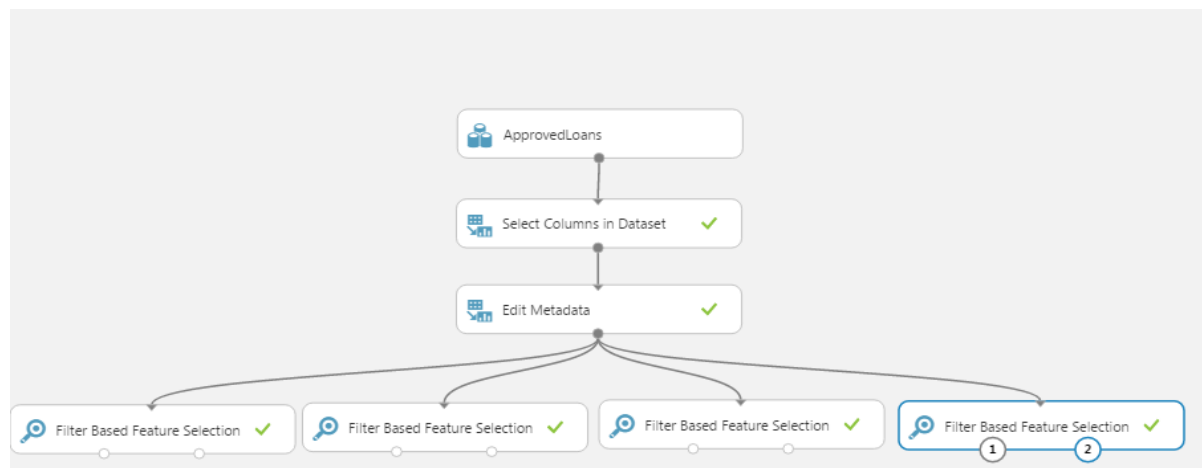 ApprovedLoans
Select Columns in Dataset
Edit Metadata
Filter Based Feature Selection
Filter Based Feature Selection
Filter Based Feature Selection
Filter Based Feature Selection
1
2